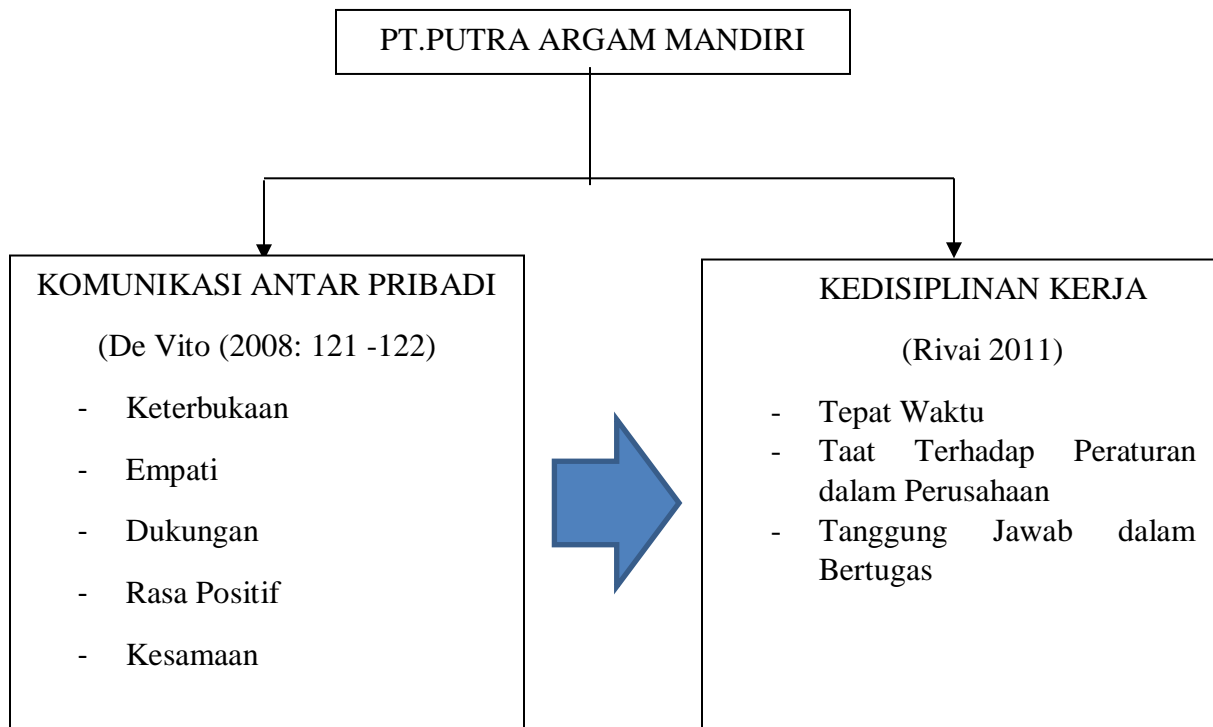 PT.PUTRA ARGAM MANDIRI
KOMUNIKASI ANTAR PRIBADI
(De Vito (2008: 121 -122)
- Keterbukaan
- Empati
- Dukungan
- Rasa Positif
- Kesamaan
KEDISIPLINAN KERJA
(Rivai 2011)
- Tepat Waktu
- Taat Terhadap Peraturan
dalam Perusahaan
- Tanggung Jawab dalam
Bertugas